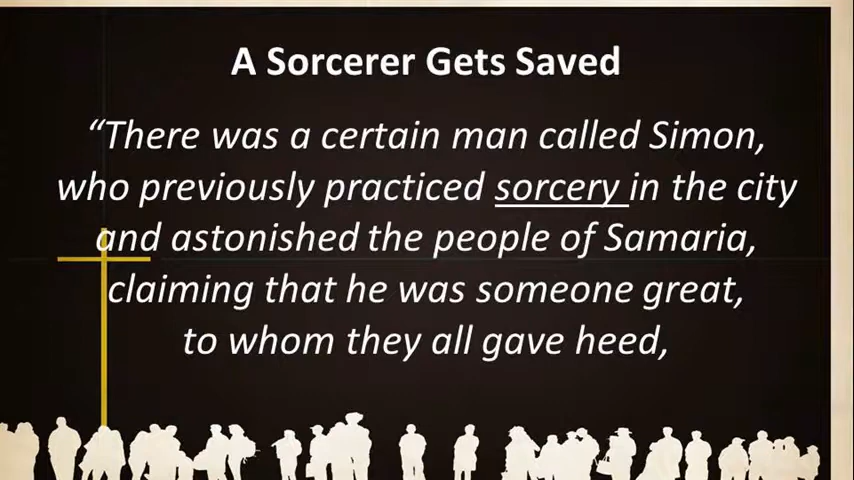 A Sorcerer Gets Saved
“There was a certain man called Simon,
who previously practiced sorcery in the city
and astonished the people of Samaria,
claiming that he was someone great,
to whom they all gave heed,